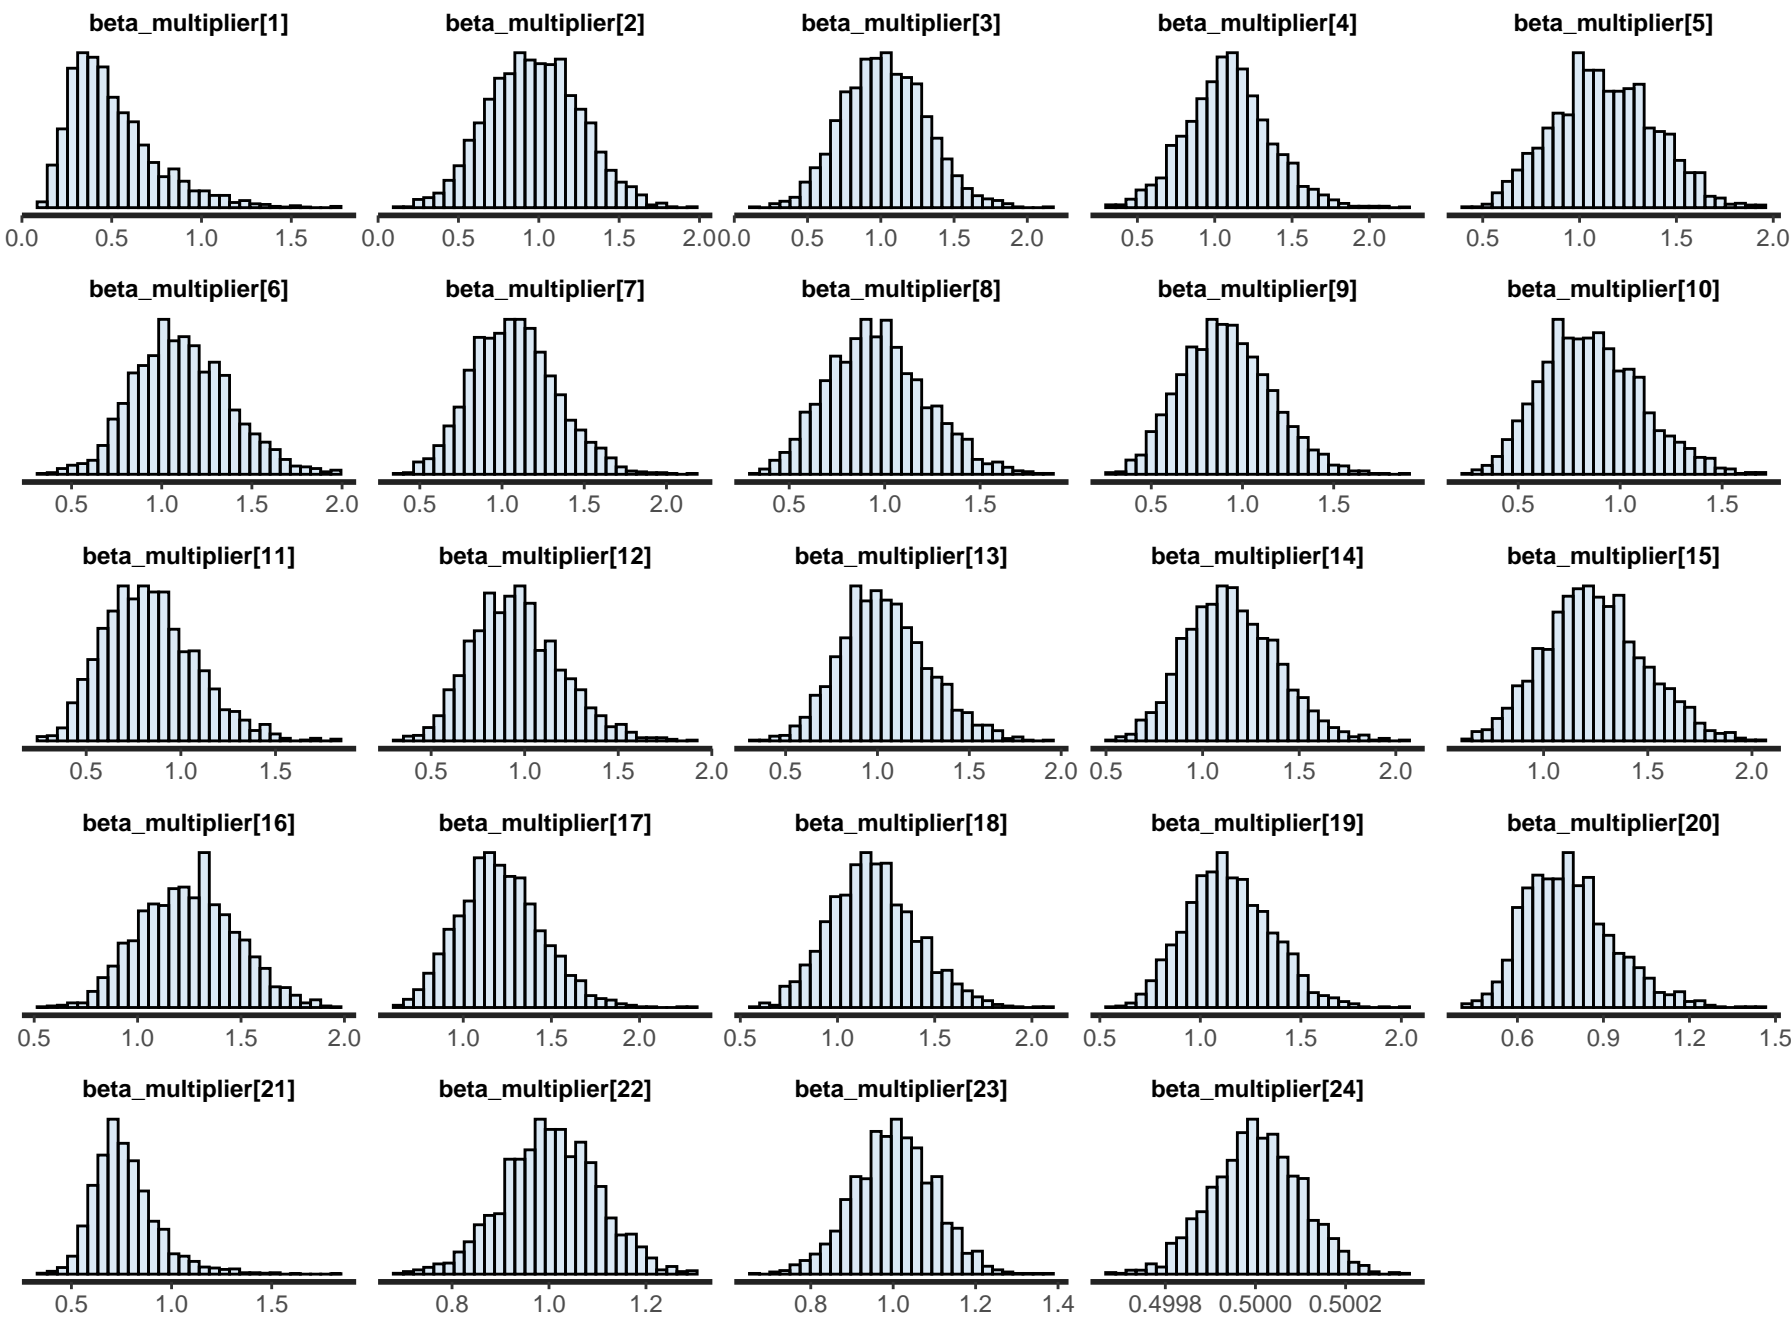 beta_multiplier[1] beta_multiplier[2] beta_multiplier[3] beta_multiplier[4] beta_multiplier[5]
0.0 0.5 1.0 1.5 0.0 0.5 1.0 1.5 2.0 0.0 0.5 1.0 1.5 2.0 0.5 1.0 1.5 2.0 0.5 1.0 1.5 2.0
beta_multiplier[6] beta_multiplier[7] beta_multiplier[8] beta_multiplier[9] beta_multiplier[10]
0.5 1.0 1.5 2.0 0.5 1.0 1.5 2.0 0.5 1.0 1.5 0.5 1.0 1.5 0.5 1.0 1.5
beta_multiplier[11] beta_multiplier[12] beta_multiplier[13] beta_multiplier[14] beta_multiplier[15]
0.5 1.0 1.5 0.5 1.0 1.5 2.0 0.5 1.0 1.5 2.0 0.5 1.0 1.5 2.0 1.0 1.5 2.0
beta_multiplier[16] beta_multiplier[17] beta_multiplier[18] beta_multiplier[19] beta_multiplier[20]
0.5 1.0 1.5 2.0 1.0 1.5 2.0 0.5 1.0 1.5 2.0 0.5 1.0 1.5 2.0 0.6 0.9 1.2 1.5
beta_multiplier[21] beta_multiplier[22] beta_multiplier[23] beta_multiplier[24]
0.5 1.0 1.5 0.8 1.0 1.2 0.8 1.0 1.2 1.4 0.4998 0.5000 0.5002